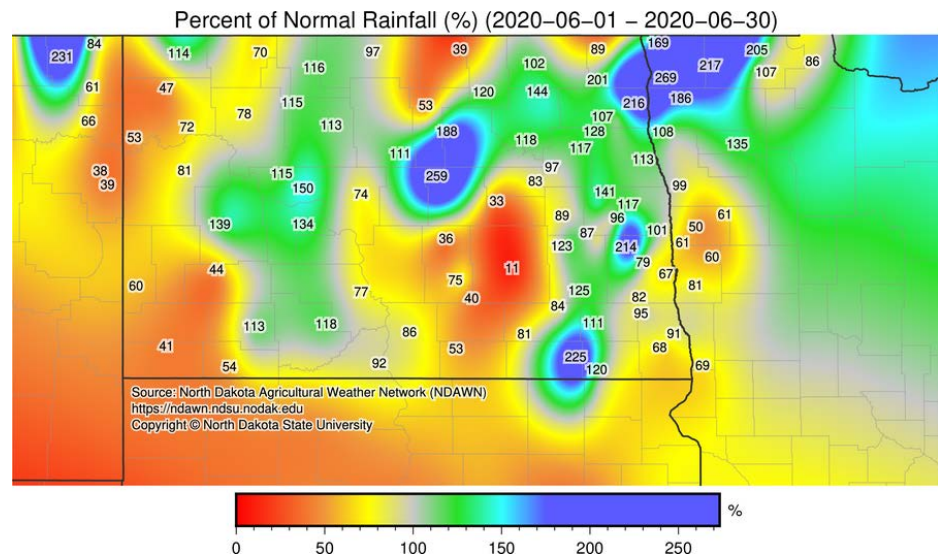 Percent of Normal Rainfall (%) (2020−06−01 − 2020−06−30)
84 114 70 97 39 89 169 205
231 116 102 217 107 86
61 47 115 78 53 120 144 201 269 216 186
66 53 72 113 188 118 107 128 117 108 135
38 39 81 115 150 111 259 97 83 141 113 99
139 134 74 33 89 96 117 61
36 123 87 214 101 50 61
60 44 75 11 79 67 60
77 40 84 125 82 81
113 118 86 81 111 95 91
41 54 92 53 225 120 68 69
Source: North Dakota Agricultural Weather Network (NDAWN)
https://ndawn.ndsu.nodak.edu
Copyright © North Dakota State University
%
0 50 100 150 200 250